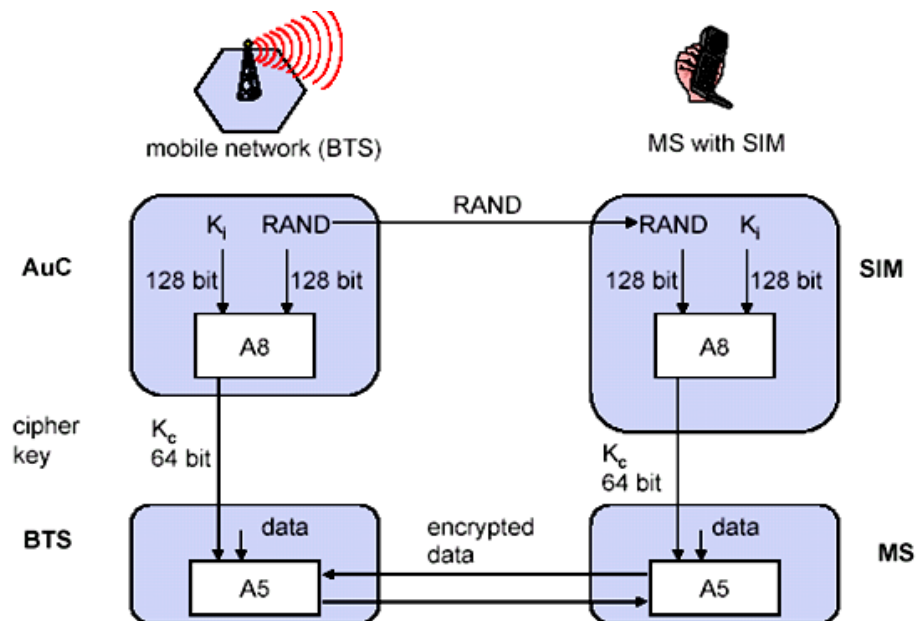 mobile network (BTS)
MS with SIM
RAND
AuC
Ki RAND
128 bit 128 bit
A8
RAND Ki
128 bit 128 bit
A8
SIM
cipher
key
Kc
64 bit
Kc
64 bit
BTS
data
A5
encrypted
data
data
A5
MS